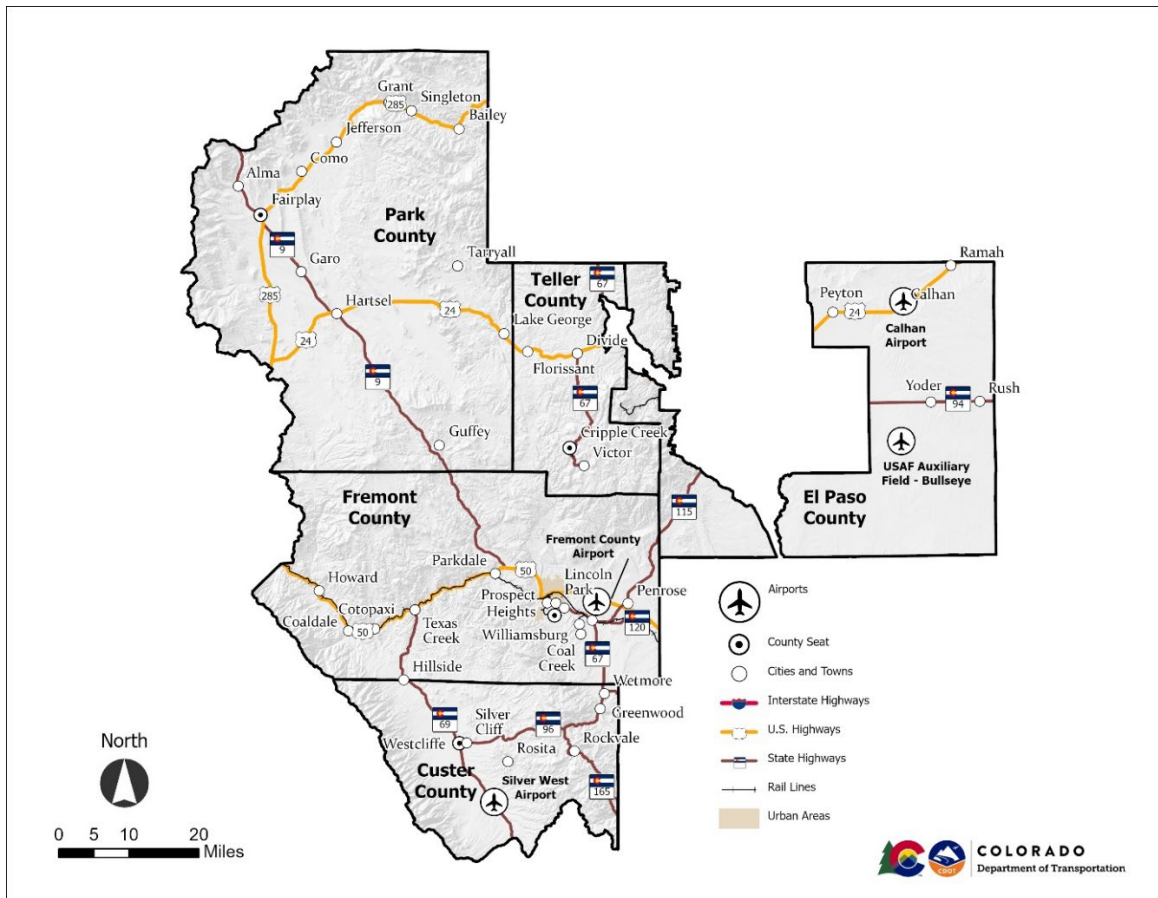 Grant
285
Singleton
Bailey
Jefferson
Como
Alma
Fairplay
Park
County
9
Garo
Tarryall
285
Hartsel
24
24
Teller
County
67
Lake George
Divide
Florissant
9
67
Guffey
Cripple Creek
Victor
Ramah
Peyton
24
Calhan
Calhan
Airport
Yoder
94
Rush
USAF Auxiliary
Field - Bullseye
El Paso
County
Fremont
County
115
Fremont County
Airport
Parkdale
50
Lincoln
Park
Howard
Prospect
Heights
Penrose
Cotopaxi
Coaldale
50
Texas
Creek
Williamsburg
120
Coal
Creek
67
Hillside
Wetmore
69
Silver
Cliff
96
Greenwood
Westcliffe
Rosita
Rockvale
Custer
County
Silver West
Airport
165
Airports
County Seat
Cities and Towns
Interstate Highways
U.S. Highways
State Highways
Rail Lines
Urban Areas
North
0 5 10 20
Miles
CDOT
COLORADO
Department of Transportation